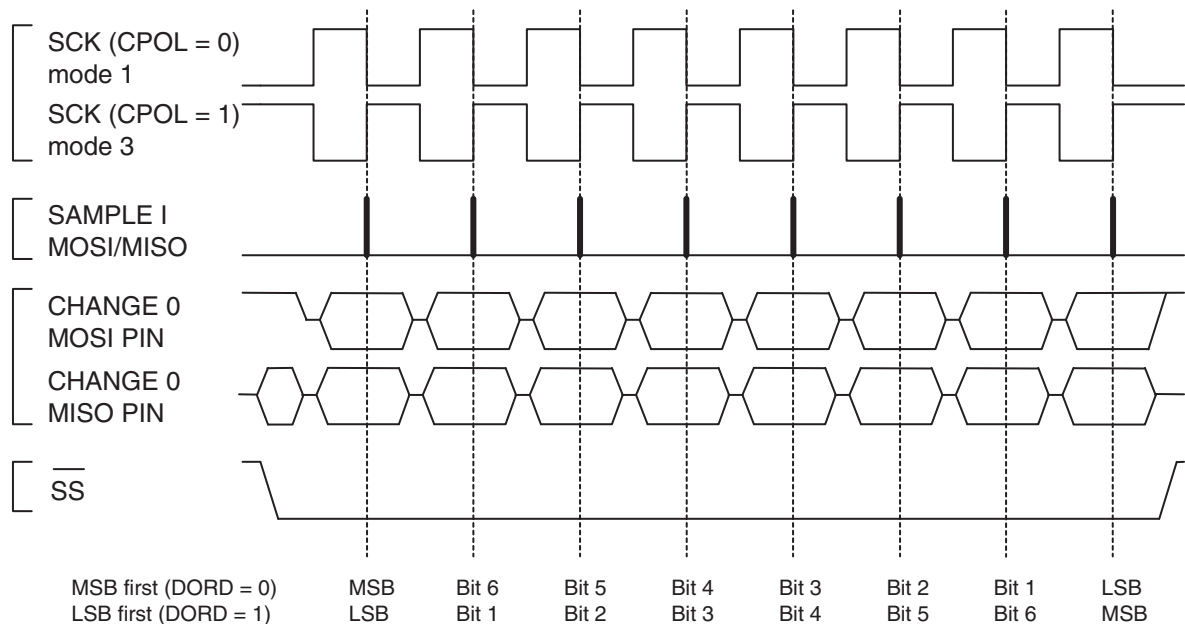 SCK (CPOL = 0)
mode 1
SCK (CPOL = 1)
mode 3
SAMPLE I
MOSI/MISO
CHANGE 0
MOSI PIN
CHANGE 0
MISO PIN
SS
MSB first (DORD = 0) MSB Bit 6 Bit 5 Bit 4 Bit 3 Bit 2 Bit 1 LSB
LSB first (DORD = 1) LSB Bit 1 Bit 2 Bit 3 Bit 4 Bit 5 Bit 6 MSB